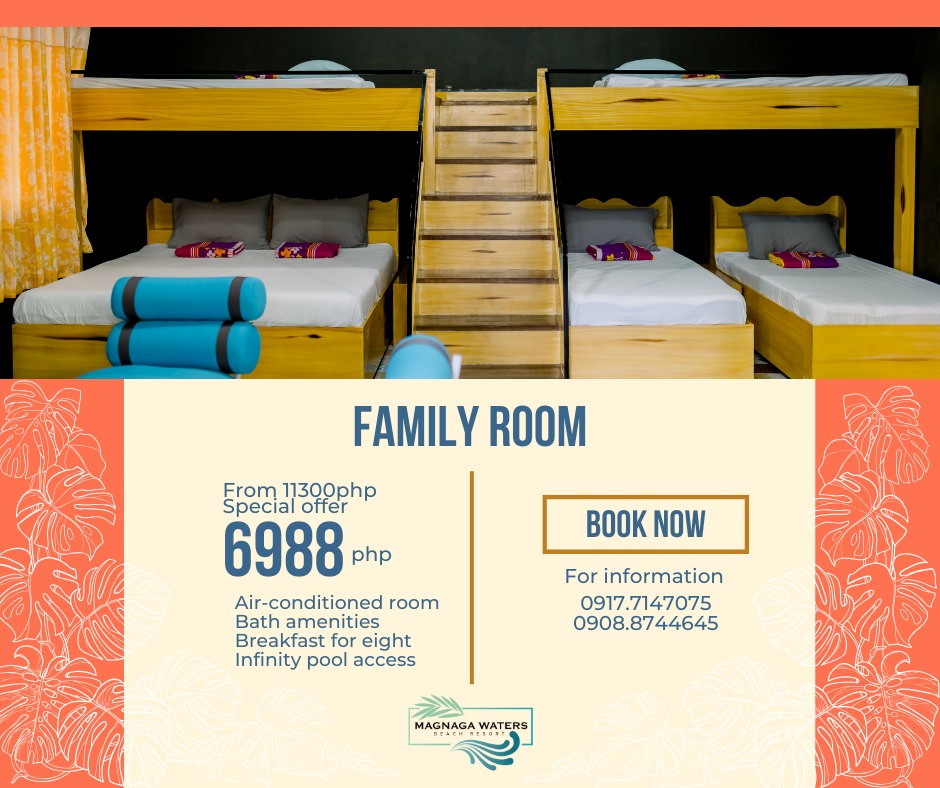 FAMILY ROOM
From 11300php
Special offer
6988 php
Air-conditioned room
Bath amenities
Breakfast for eight
Infinity pool access
BOOK NOW
For information
0917.7147075
0908.8744645
MAGNAGA WATERS
BEACH RESORT